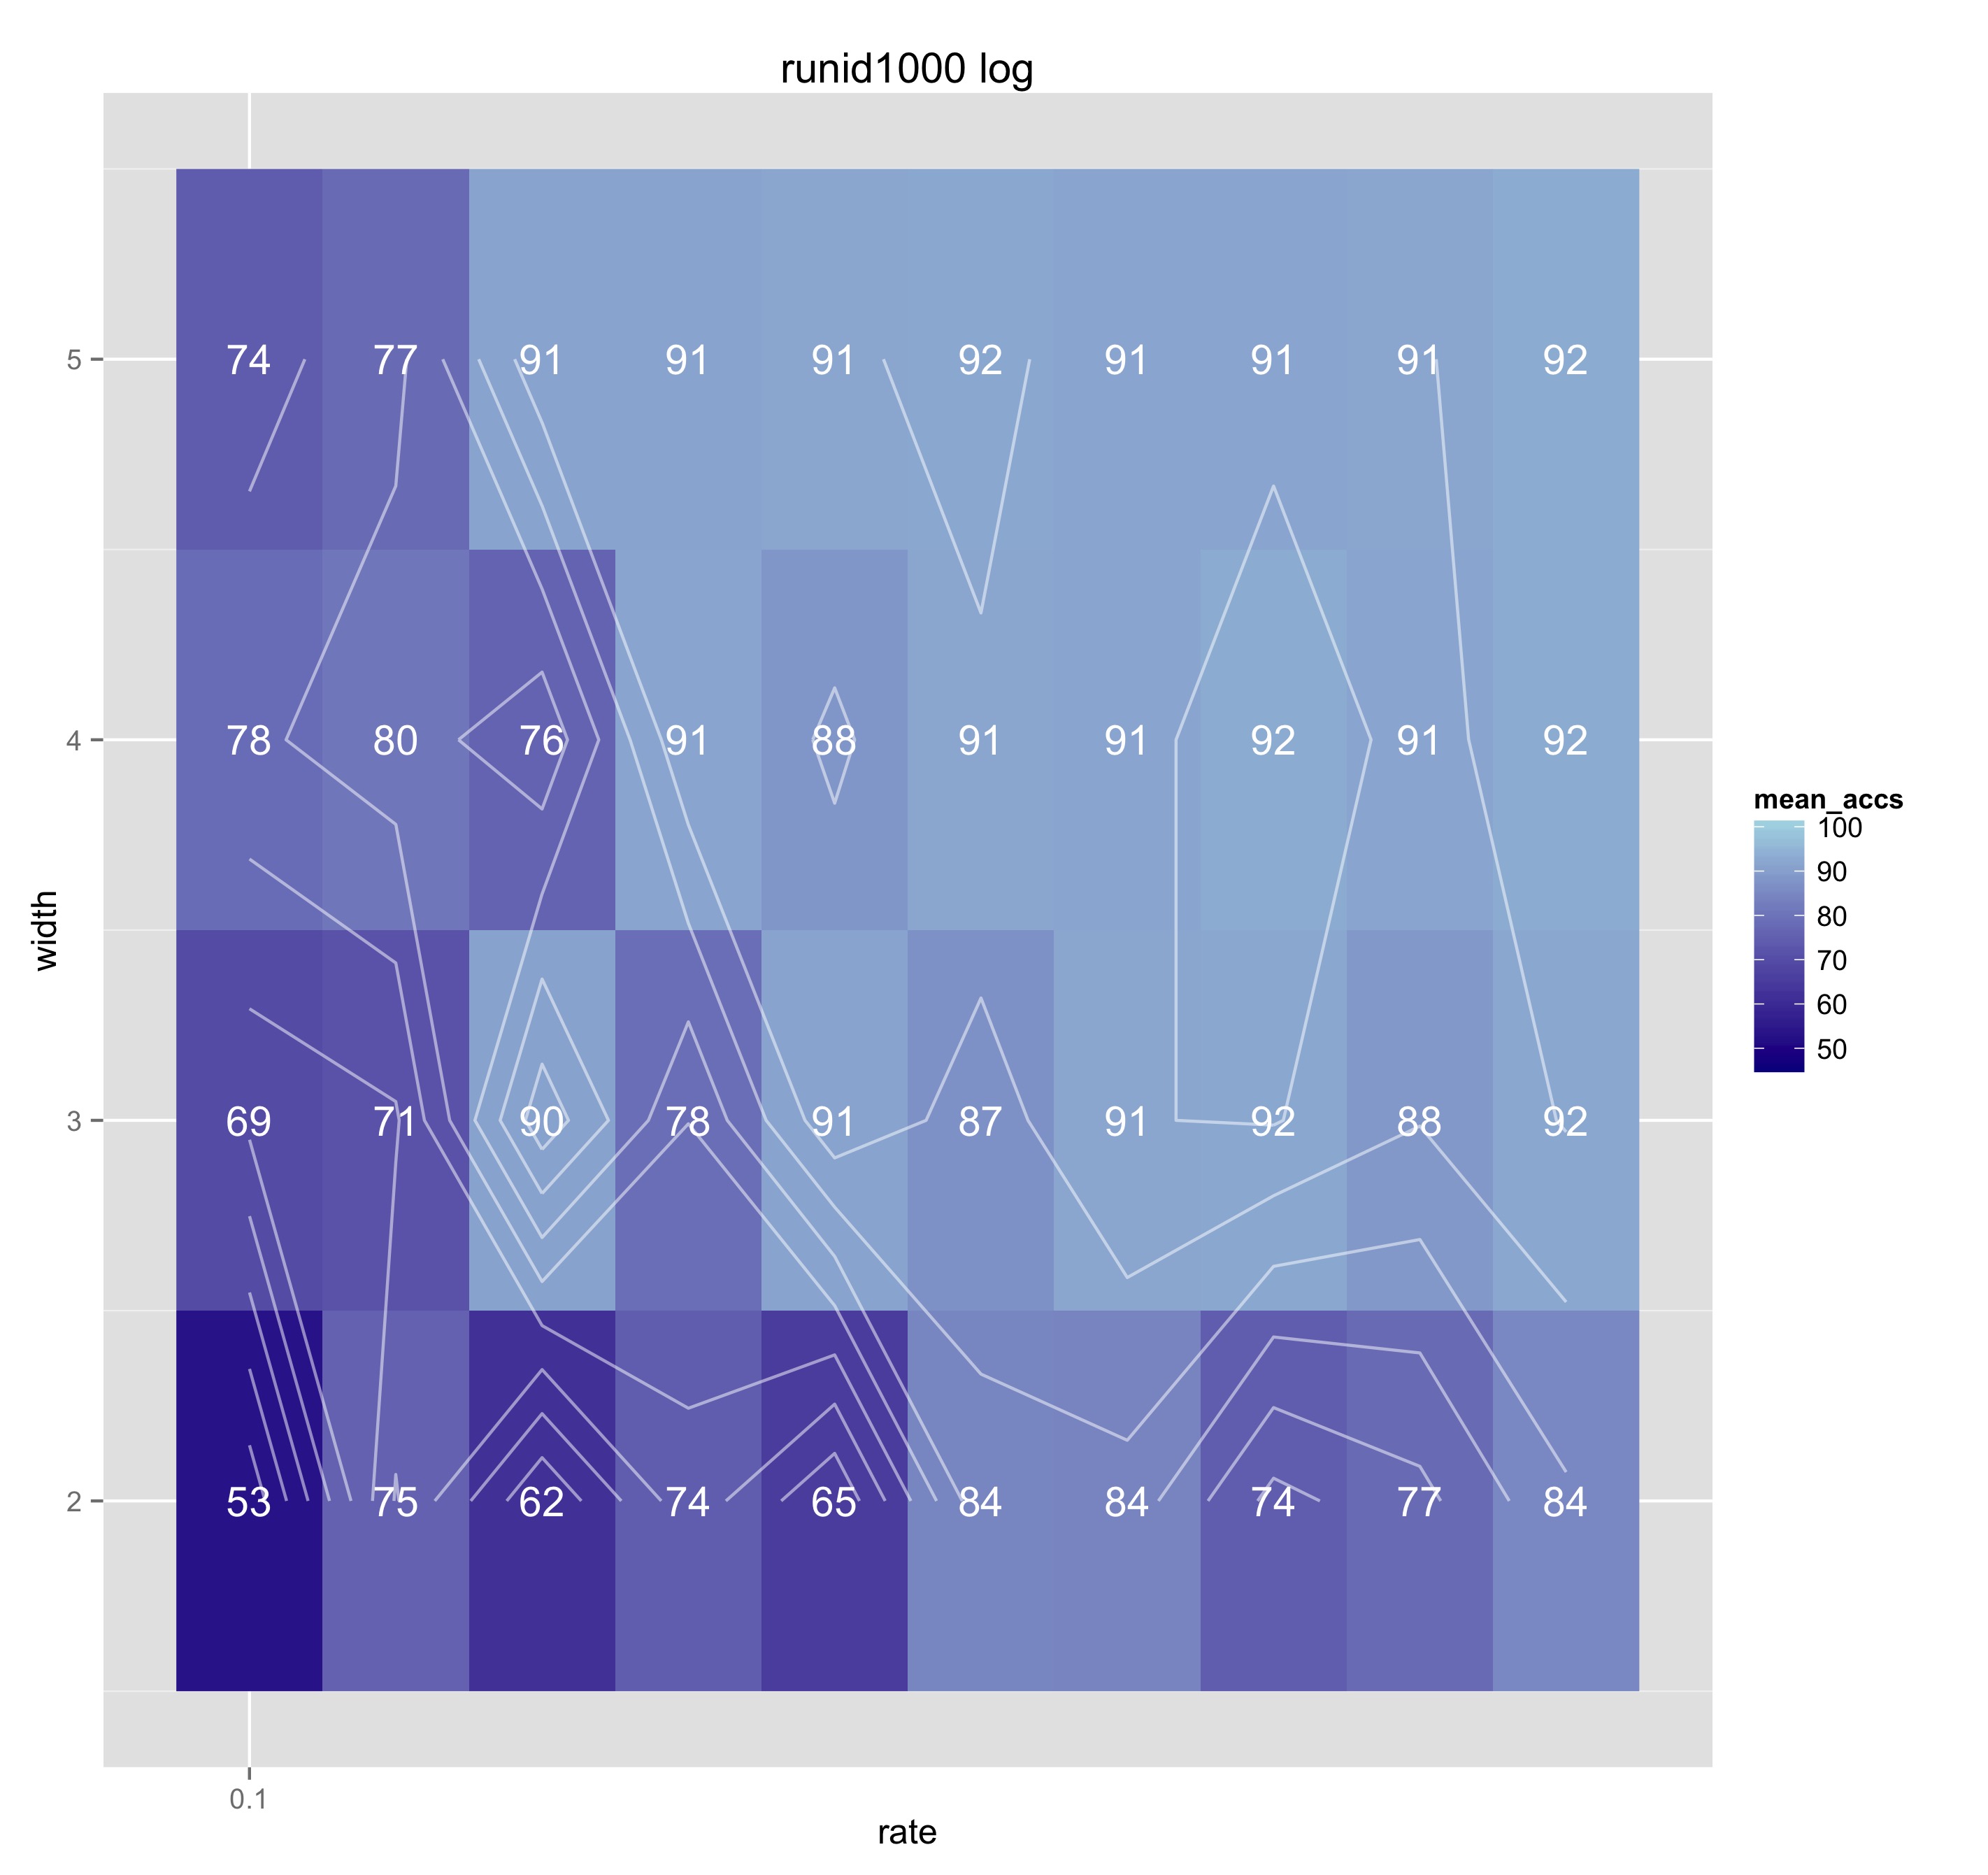 runid1000 log
5
74 77 91 91 91 92 91 91 91 92
4
78 80 76 91 88 91 91 92 91 92
width
3
69 71 90 78 91 87 91 92 88 92
2
53 75 62 74 65 84 84 74 77 84
0.1
rate
mean_accs
100
90
80
70
60
50